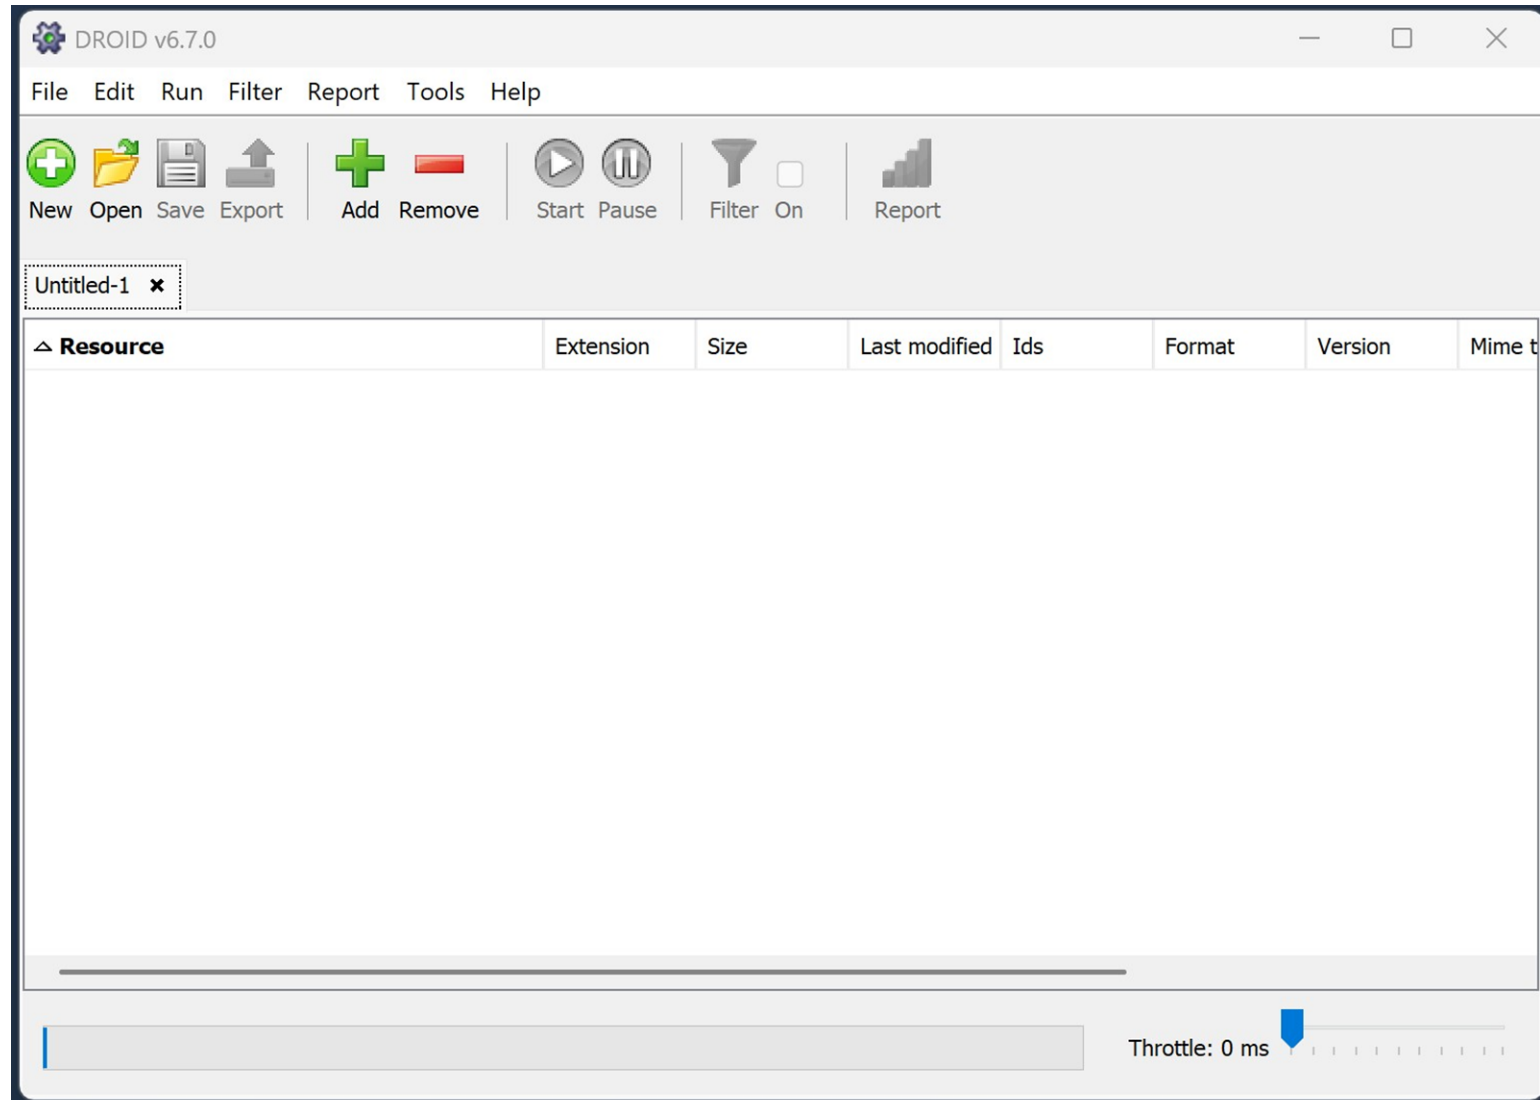 DROID v6.7.0
File Edit Run Filter Report Tools Help
New Open Save Export Add Remove Start Pause Filter On Report
Untitled-1
Resource Extension Size Last modified Ids Format Version Mime t
Throttle: 0 ms